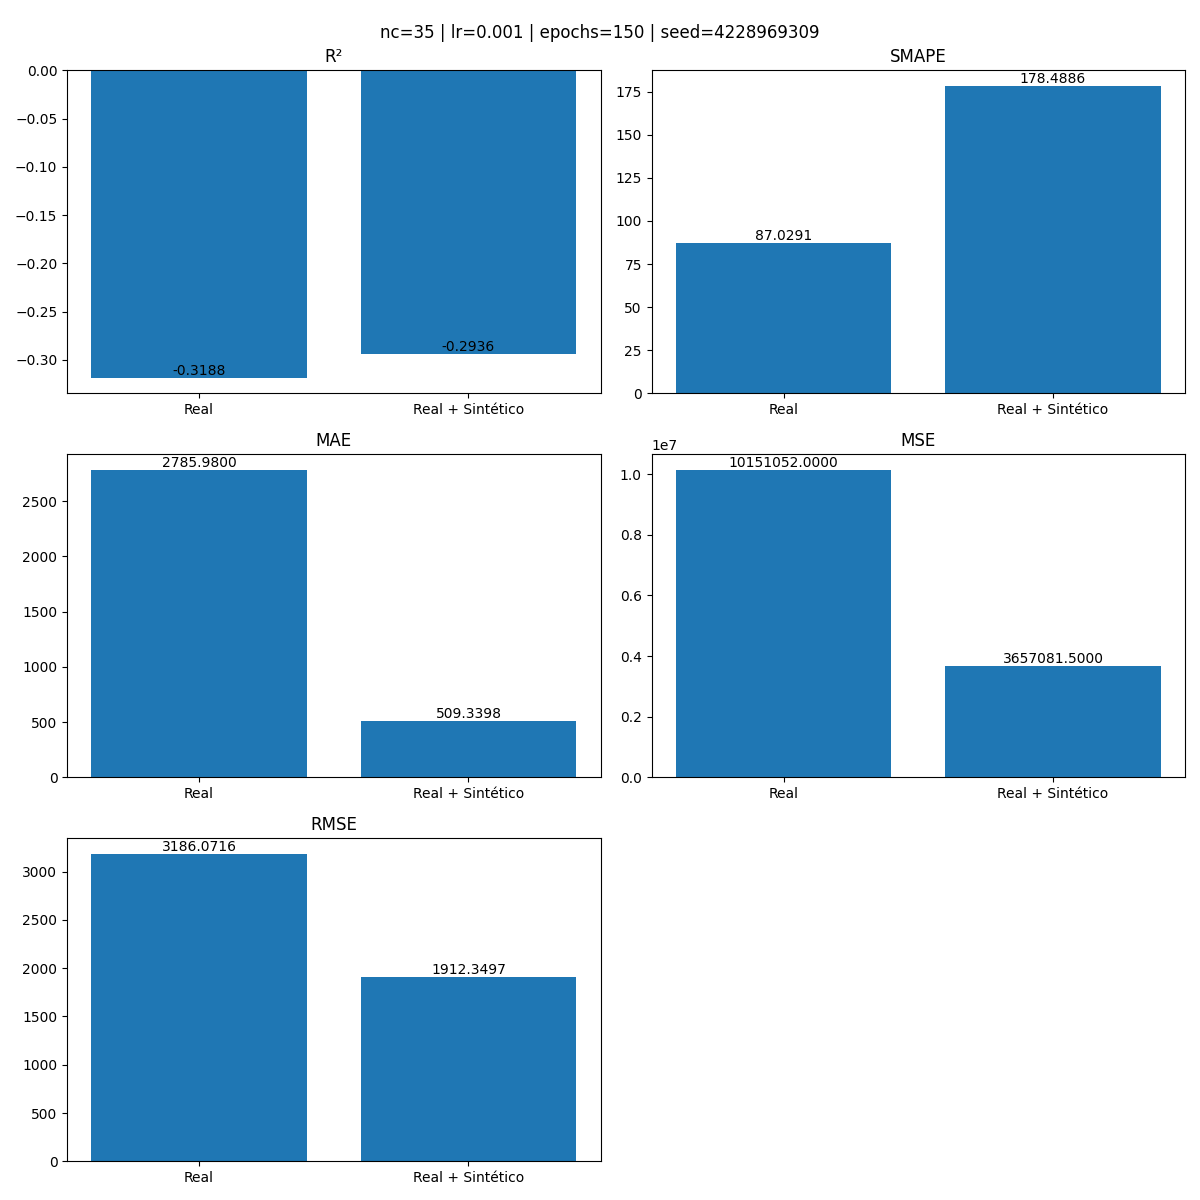 nc=35 | lr=0.001 | epochs=150 | seed=4228969309
R²
0.00
−0.05
−0.10
−0.15
−0.20
−0.25
−0.30
-0.3188
-0.2936
Real
Real + Sintético
SMAPE
175
150
125
100
75
50
25
0
87.0291
178.4886
Real
Real + Sintético
MAE
2500
2000
1500
1000
500
0
2785.9800
509.3398
Real
Real + Sintético
MSE
1e7
1.0
0.8
0.6
0.4
0.2
0.0
10151052.0000
3657081.5000
Real
Real + Sintético
RMSE
3000
2500
2000
1500
1000
500
0
3186.0716
1912.3497
Real
Real + Sintético